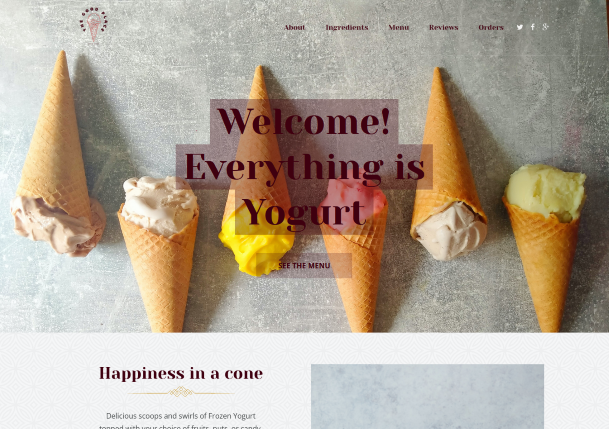 About Ingredients Menu Reviews Orders
Welcome!
Everything is
Yogurt
SEE THE MENU
Happiness in a cone
Delicious scoops and swirls of Frozen Yogurt
topped with your choice of fruits, nuts, or candy